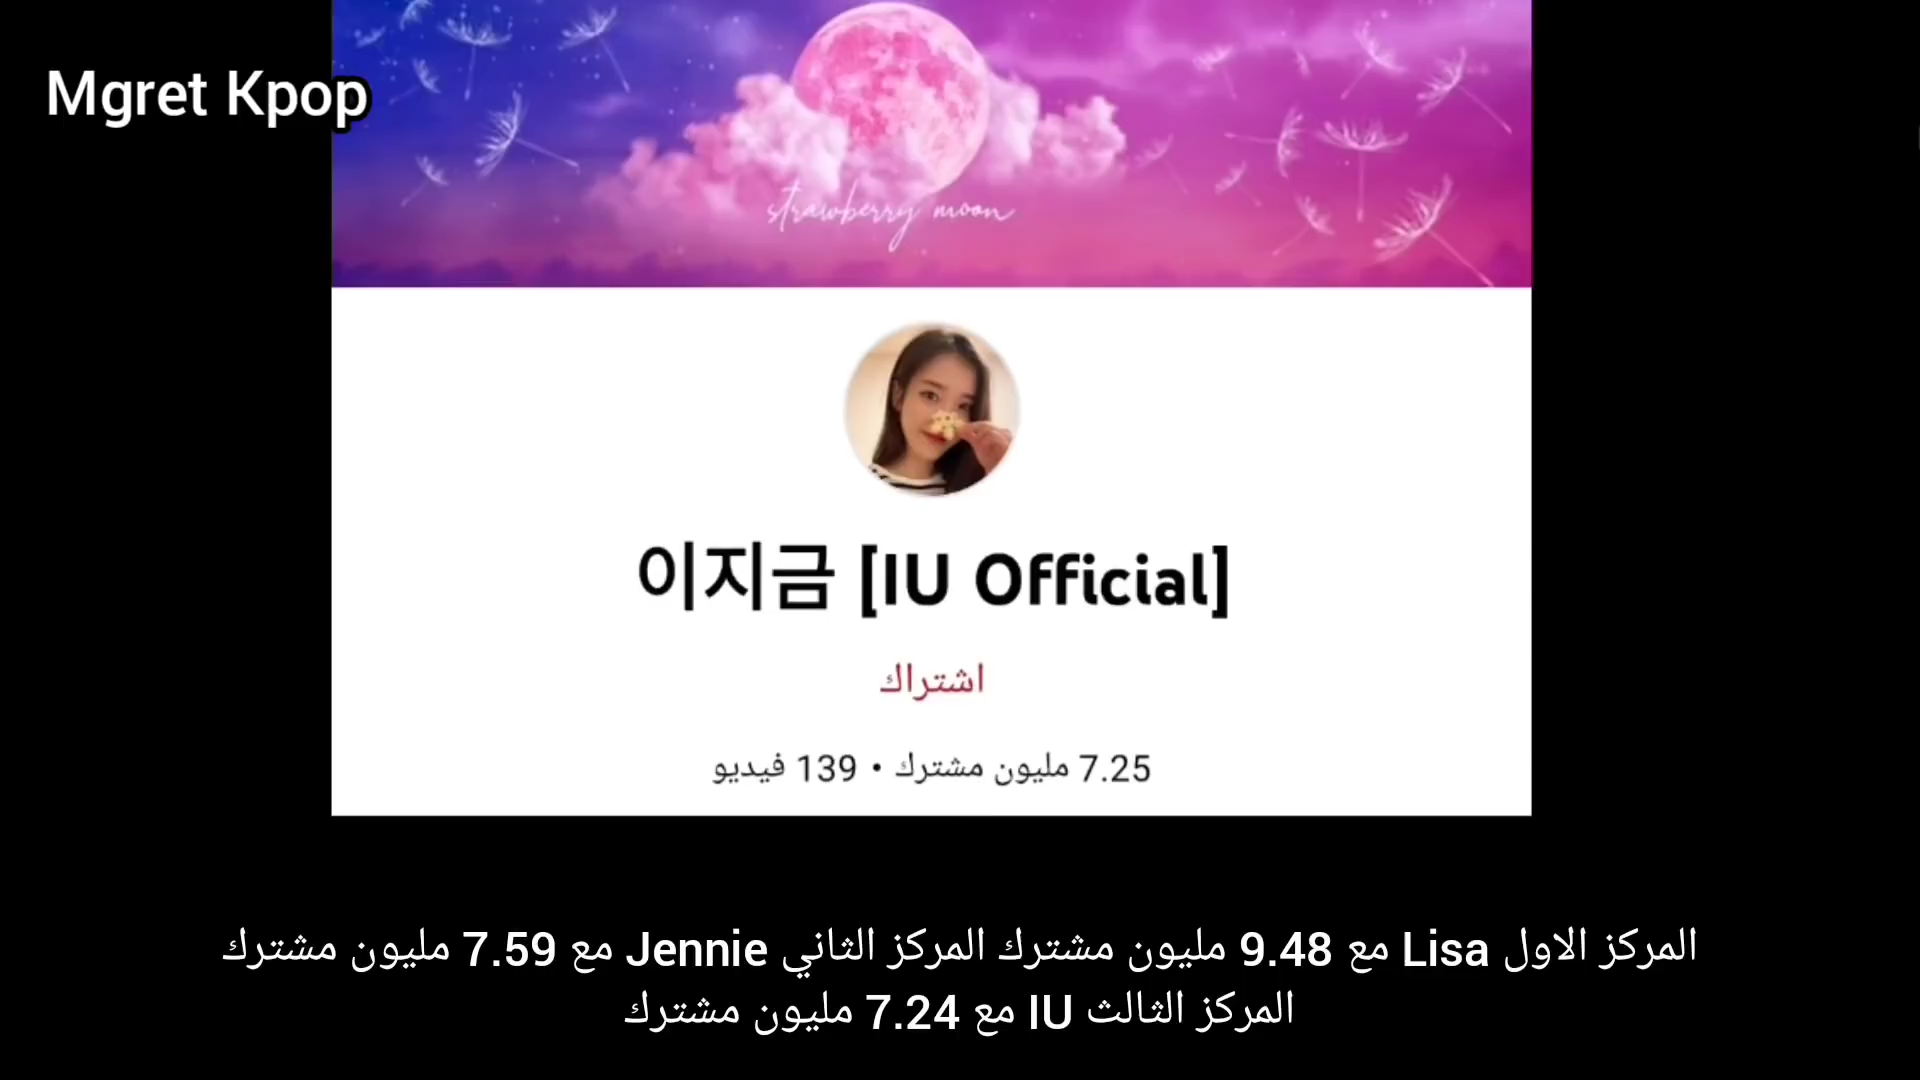 Mgret Kpop
strawberry moon
이지금 [IU Official]
اشتراك
7.25 مليون مشترك • 139 فيديو
المركز الاول Lisa مع 9.48 مليون مشترك المركز الثاني Jennie مع 7.59 مليون مشترك
المركز الثالث IU مع 7.24 مليون مشترك